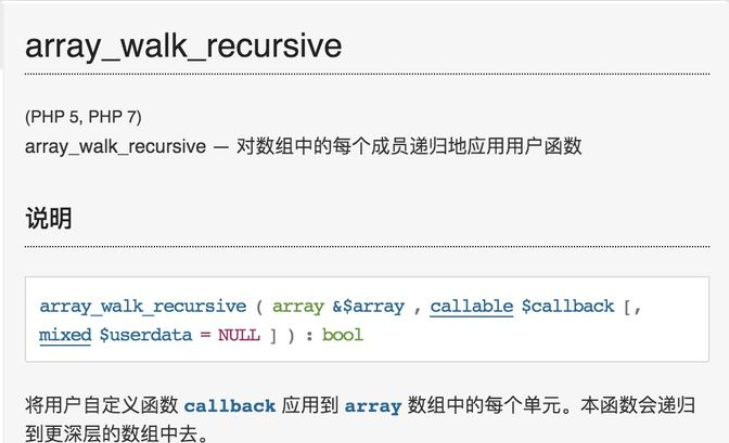 array_walk_recursive
(PHP 5, PHP 7)
array_walk_recursive — 对数组中的每个成员递归地应用用户函数
说明
array_walk_recursive ( array &$array , callable $callback [,
mixed $userdata = NULL ] ) : bool
将用户自定义函数 callback 应用到 array 数组中的每个单元。本函数会递归
到更深层的数组中去。